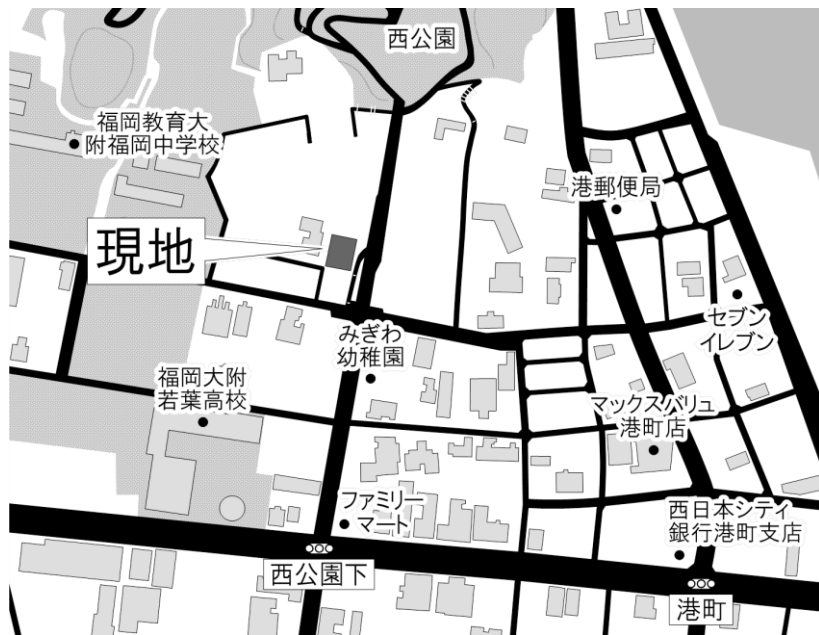 西公園
福岡教育大
附福岡中学校
港郵便局
現地
セブン
イレブン
みぎわ
幼稚園
福岡大附
若葉高校
マックスバリュ
港町店
ファミリー
マート
西日本シティ
銀行港町支店
西公園下
港町